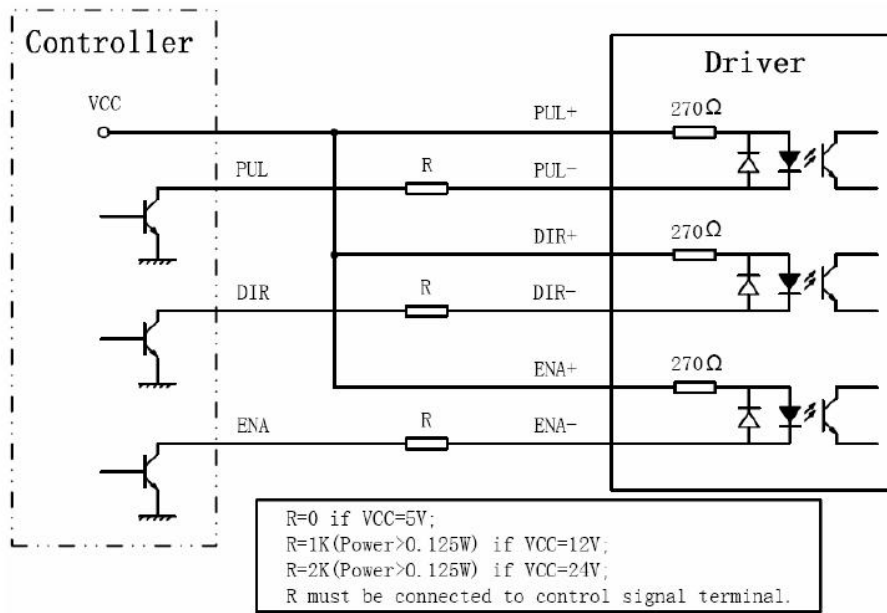 Controller
Driver
VCC
PUL+
270Ω
PUL
R
PUL-
DIR+
270Ω
DIR
R
DIR-
ENA+
270Ω
ENA
R
ENA-
R=0 if VCC=5V;
R=1K(Power>0.125W) if VCC=12V;
R=2K(Power>0.125W) if VCC=24V;
R must be connected to control signal terminal.